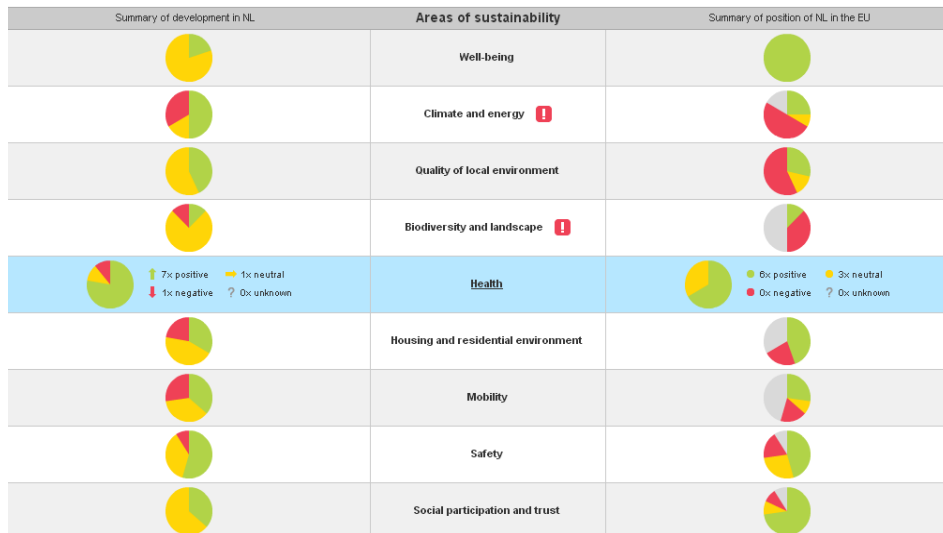 Summary of development in NL Areas of sustainability Summary of position of NL in the EU
Well-being
Climate and energy !
Quality of local environment
Biodiversity and landscape !
7x positive 1x neutral
1x negative ? 0x unknown
Health
6x positive 3x neutral
0x negative ? 0x unknown
Housing and residential environment
Mobility
Safety
Social participation and trust